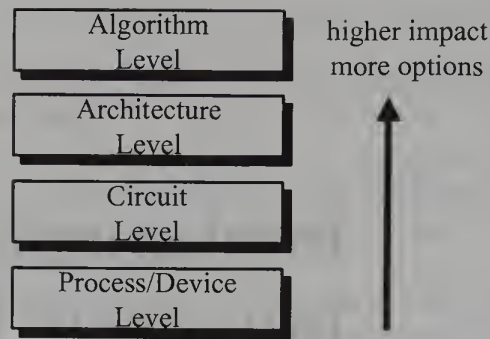 Algorithm
Level
higher impact
more options
Architecture
Level
Circuit
Level
Process/Device
Level